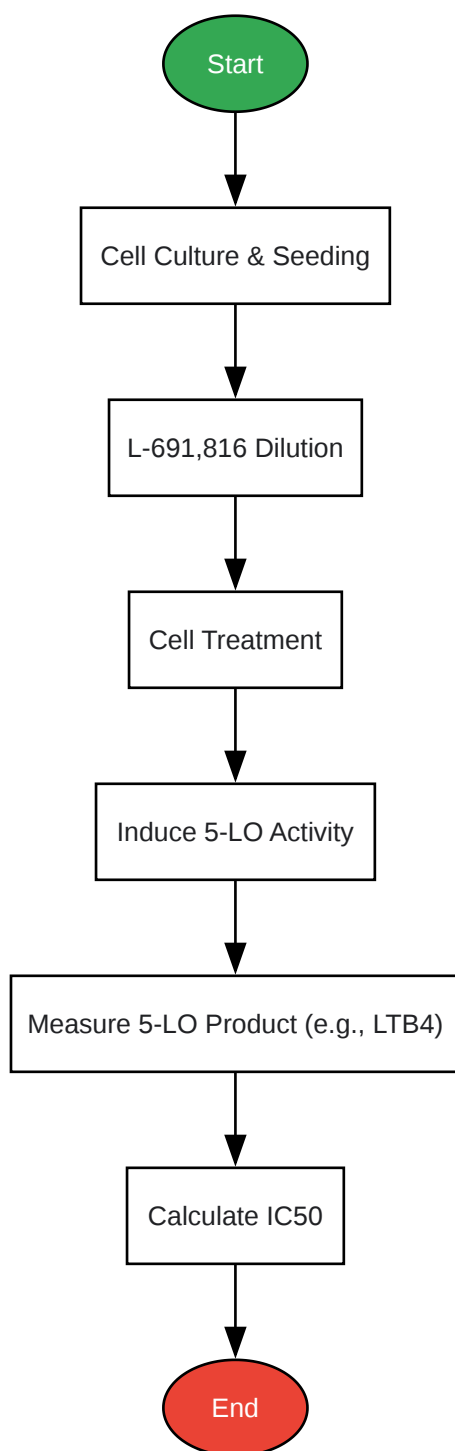 Start
Cell Culture & Seeding
L-691,816 Dilution
Cell Treatment
Induce 5-LO Activity
Measure 5-LO Product (e.g., LTB4)
Calculate IC50
End